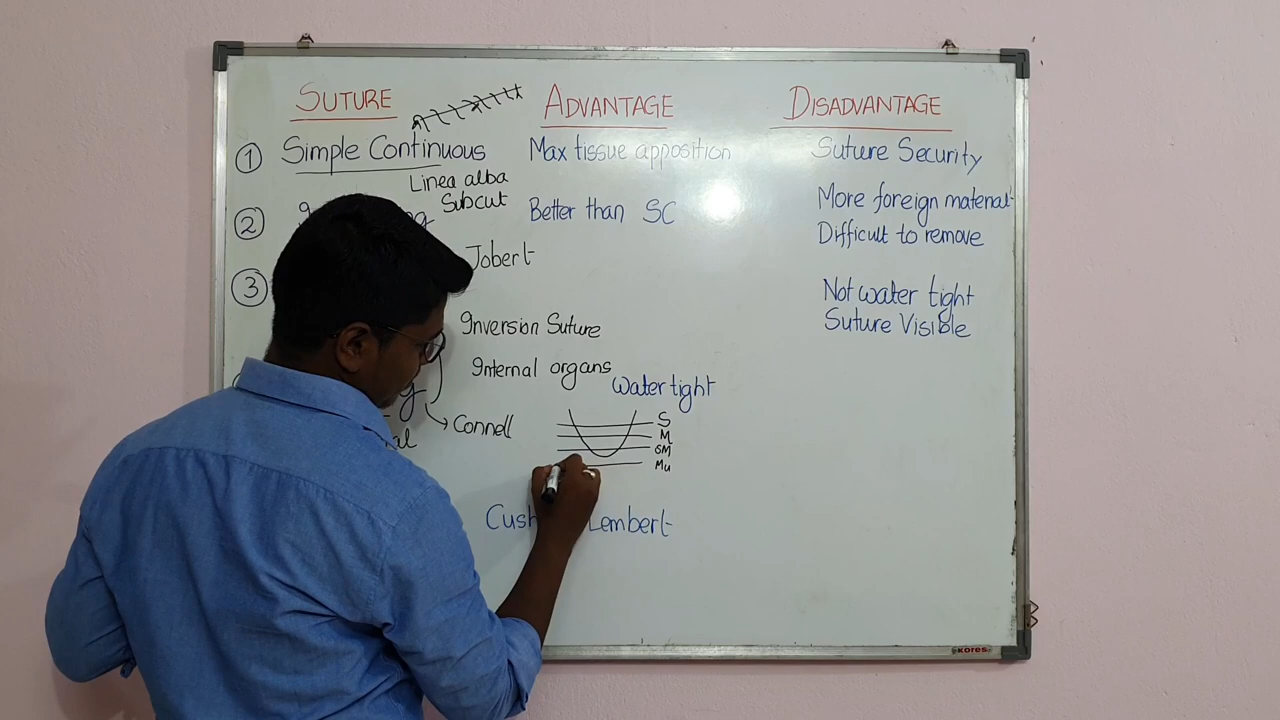 SUTURE ADVANTAGE DISADVANTAGE
1 Simple Continuous Max tissue apposition Suture Security
Linea alba
Subcut
2 Better than SC More foreign material
Difficult to remove
Jobert
3 Not water tight
Inversion Suture Suture Visible
Internal organs
Water tight
Connell
S
M
SM
Mu
Lembert
KORES